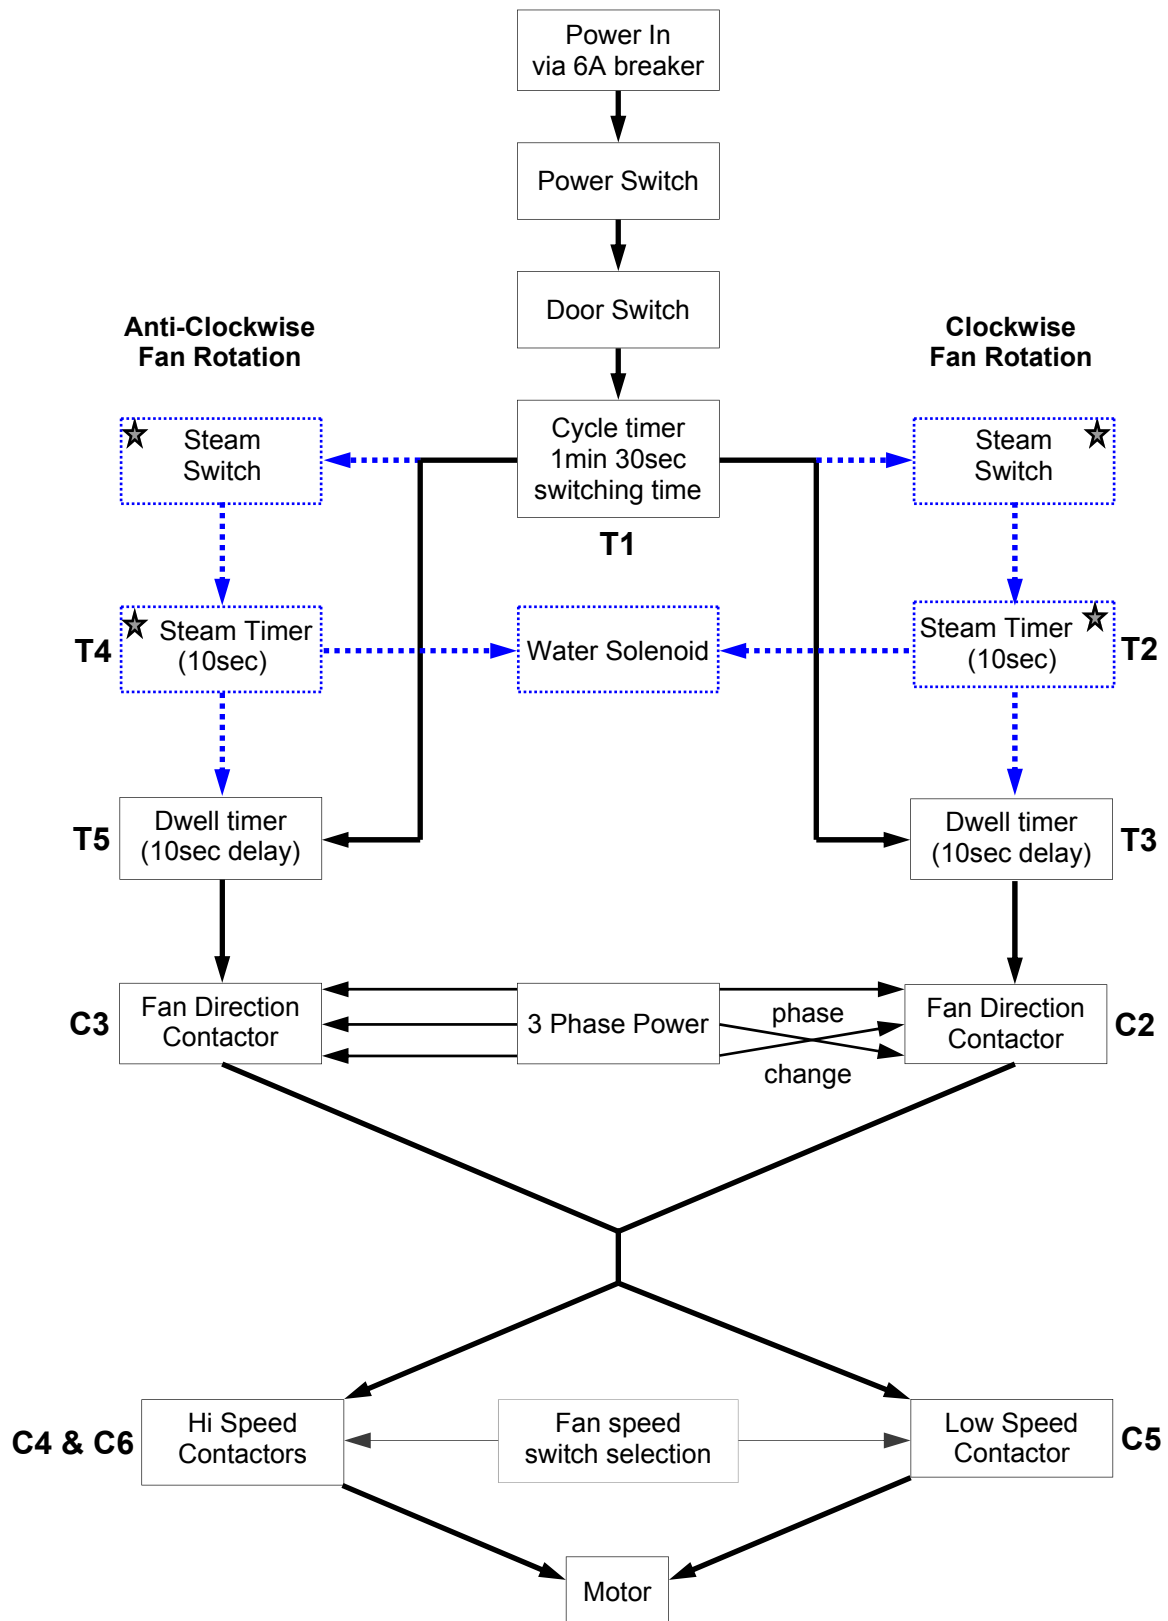 Power In
via 6A breaker
Power Switch
Door Switch
Anti-Clockwise
Fan Rotation
Clockwise
Fan Rotation
Steam
Switch
Cycle timer
1min 30sec
switching time
T1
Steam
Switch
T4
Steam Timer
(10sec)
Water Solenoid
Steam Timer
(10sec)
T2
T5
Dwell timer
(10sec delay)
Dwell timer
(10sec delay)
T3
C3
Fan Direction
Contactor
3 Phase Power
phase
change
Fan Direction
Contactor
C2
C4 & C6
Hi Speed
Contactors
Fan speed
switch selection
Low Speed
Contactor
C5
Motor